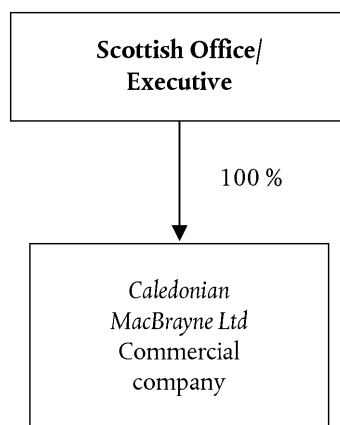 Scottish Office/
Executive
100 %
Caledonian
MacBrayne Ltd
Commercial
company